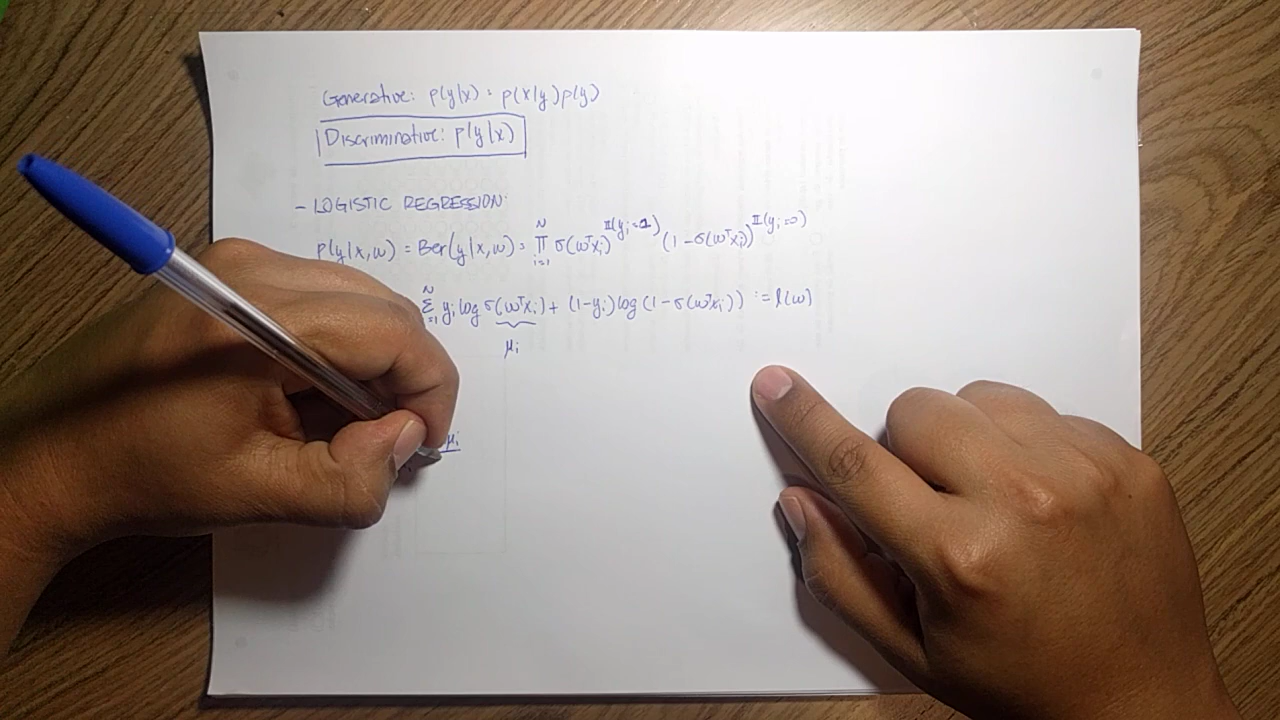 Generative: p(y|x) = p(x|y)p(y)
Discriminative: p(y|x)
- LOGISTIC REGRESSION:
p(y|x,w) = Ber(y|x,w) = ∏_{i=1}^{N} σ(wᵀxᵢ)^{𝕀(yᵢ=1)} (1-σ(wᵀxᵢ))^{𝕀(yᵢ=0)}
∑_{=1}^{N} yᵢ log σ(wᵀxᵢ) + (1-yᵢ) log (1-σ(wᵀxᵢ)) := l(w)
μᵢ
μᵢ